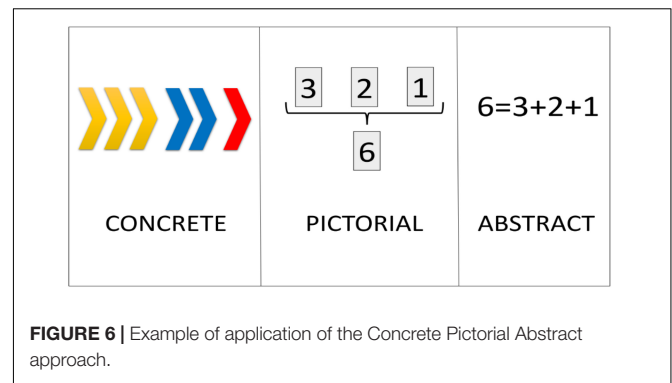 3 2 1
6=3+2+1
6
CONCRETE PICTORIAL ABSTRACT
FIGURE 6 | Example of application of the Concrete Pictorial Abstract
approach.